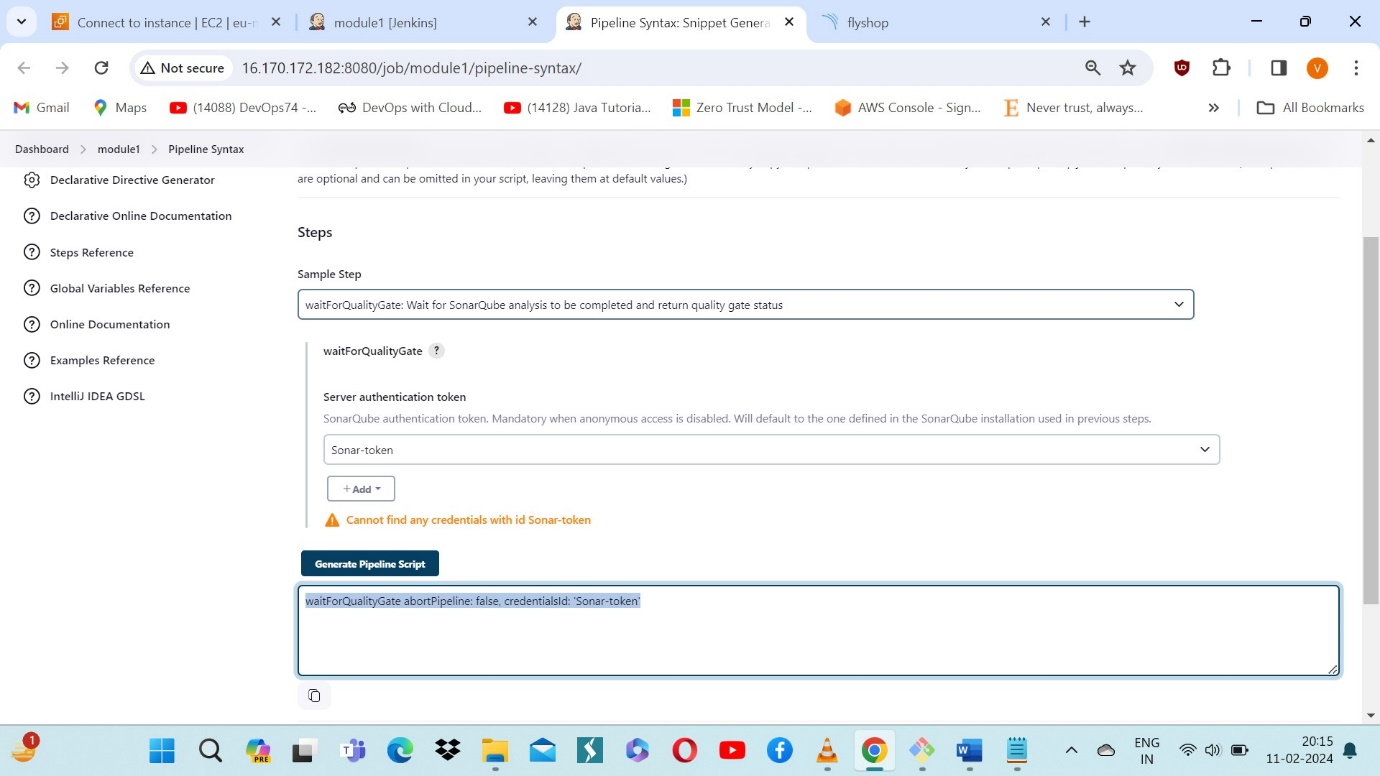 Connect to instance | EC2 | eu-n
module1 [Jenkins]
Pipeline Syntax: Snippet Genera
flyshop
Not secure
16.170.172.182:8080/job/module1/pipeline-syntax/
V
Gmail
Maps
(14088) DevOps74 -...
DevOps with Cloud...
(14128) Java Tutoria...
Zero Trust Model -...
AWS Console - Sign...
Never trust, always...
»
All Bookmarks
Dashboard > module1 > Pipeline Syntax
Declarative Directive Generator
Declarative Online Documentation
Steps Reference
Global Variables Reference
Online Documentation
Examples Reference
IntelliJ IDEA GDSL
are optional and can be omitted in your script, leaving them at default values.)
Steps
Sample Step
waitForQualityGate: Wait for SonarQube analysis to be completed and return quality gate status
waitForQualityGate ?
Server authentication token
SonarQube authentication token. Mandatory when anonymous access is disabled. Will default to the one defined in the SonarQube installation used in previous steps.
Sonar-token
+ Add
Cannot find any credentials with id Sonar-token
Generate Pipeline Script
waitForQualityGate abortPipeline: false, credentialsId: 'Sonar-token'
1
PRE
ENG
IN
20:15
11-02-2024